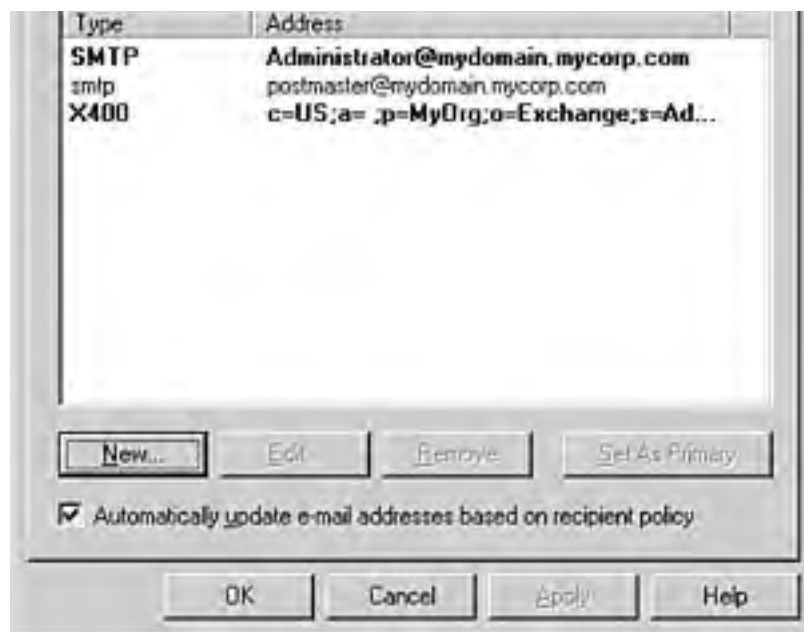 Type Address
SMTP Administrator@mydomain.mycorp.com
smtp postmaster@mydomain.mycorp.com
X400 c=US;a= ;p=MyOrg;o=Exchange;s=Ad...
New... Edit Remove Set As Primary
Automatically update e-mail addresses based on recipient policy
OK Cancel Apply Help